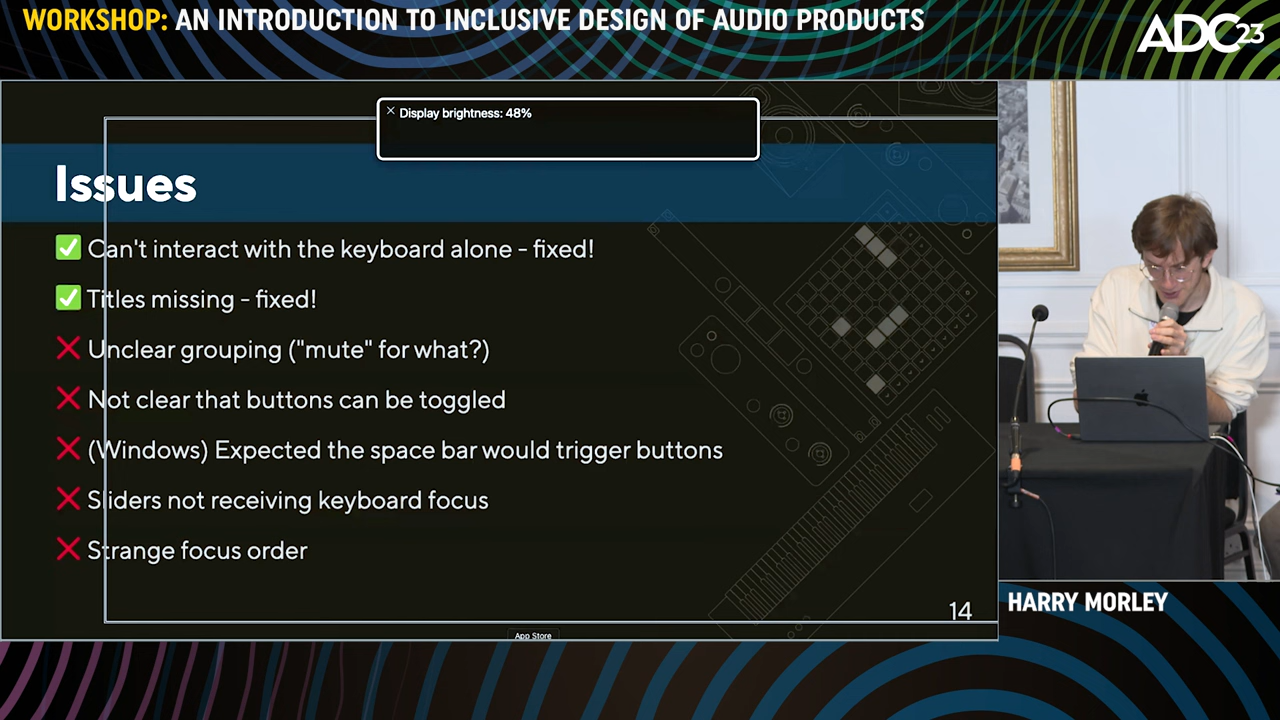 WORKSHOP: AN INTRODUCTION TO INCLUSIVE DESIGN OF AUDIO PRODUCTS
ADC23
× Display brightness: 48%
Issues
✅ Can't interact with the keyboard alone - fixed!
✅ Titles missing - fixed!
❌ Unclear grouping ("mute" for what?)
❌ Not clear that buttons can be toggled
❌ (Windows) Expected the space bar would trigger buttons
❌ Sliders not receiving keyboard focus
❌ Strange focus order
14
App Store
HARRY MORLEY